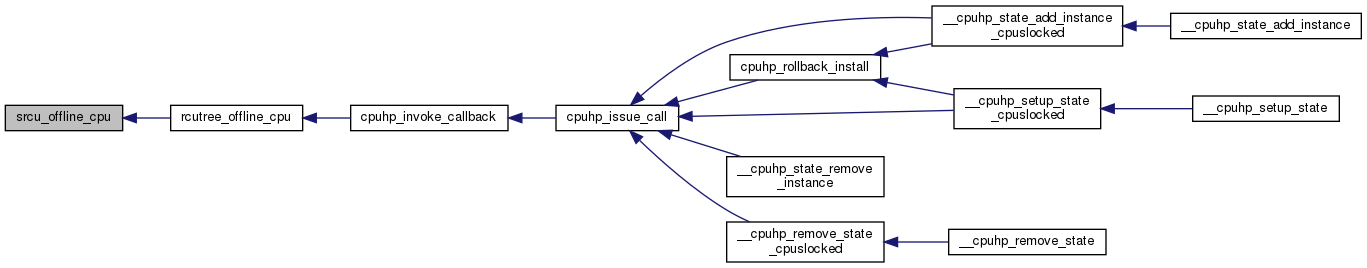 srcu_offline_cpu
rcutree_offline_cpu
cpuhp_invoke_callback
cpuhp_issue_call
__cpuhp_state_add_instance
_cpuslocked
__cpuhp_state_add_instance
cpuhp_rollback_install
__cpuhp_setup_state
_cpuslocked
__cpuhp_setup_state
__cpuhp_state_remove
_instance
__cpuhp_remove_state
_cpuslocked
__cpuhp_remove_state